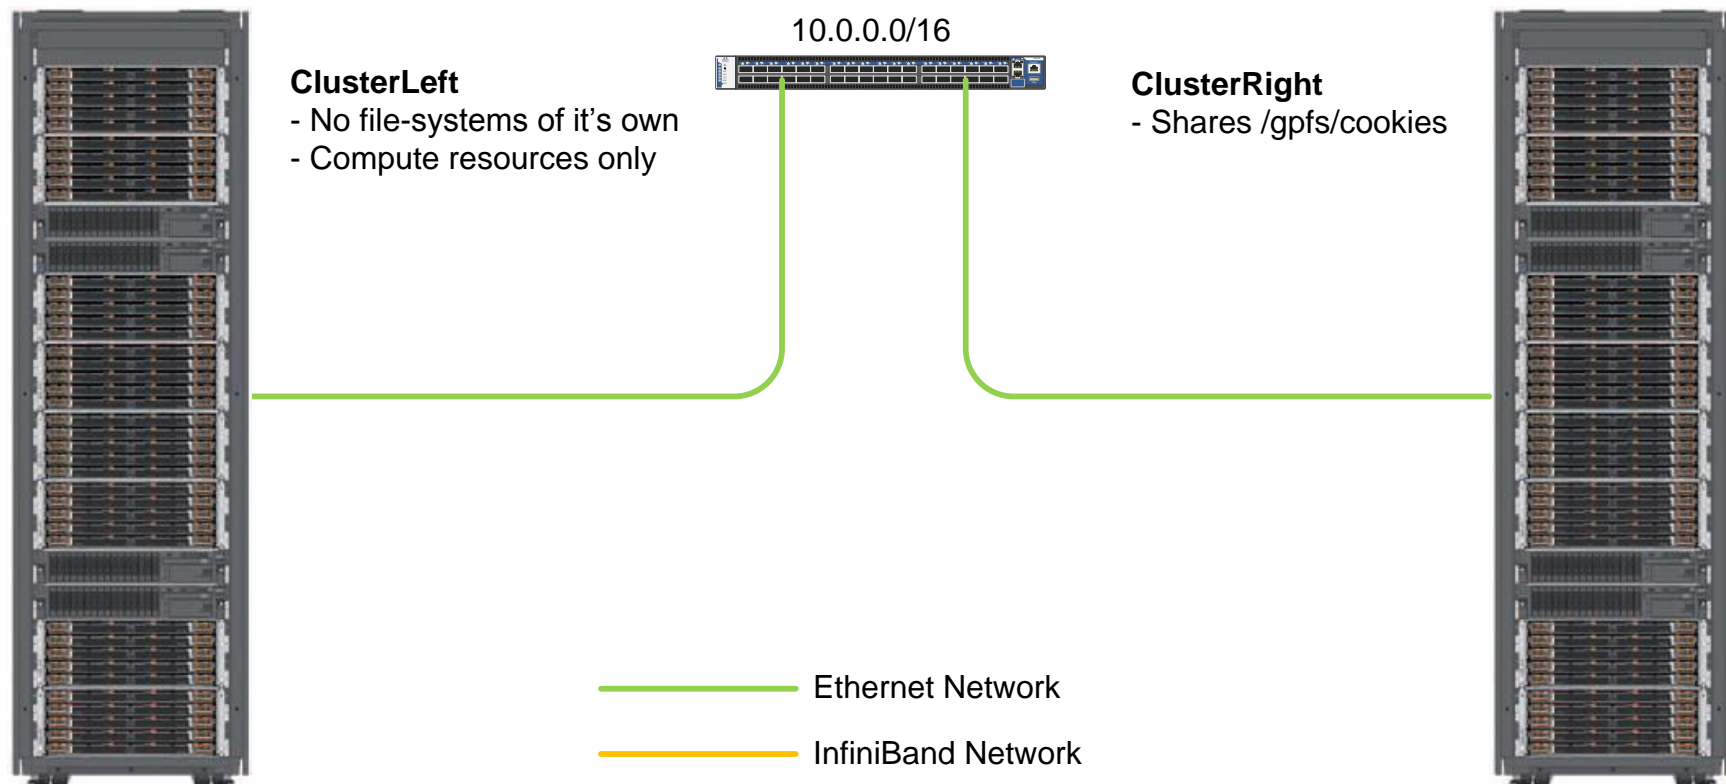 10.0.0.0/16
ClusterLeft
- No file-systems of it's own
- Compute resources only
ClusterRight
- Shares /gpfs/cookies
Ethernet Network
InfiniBand Network